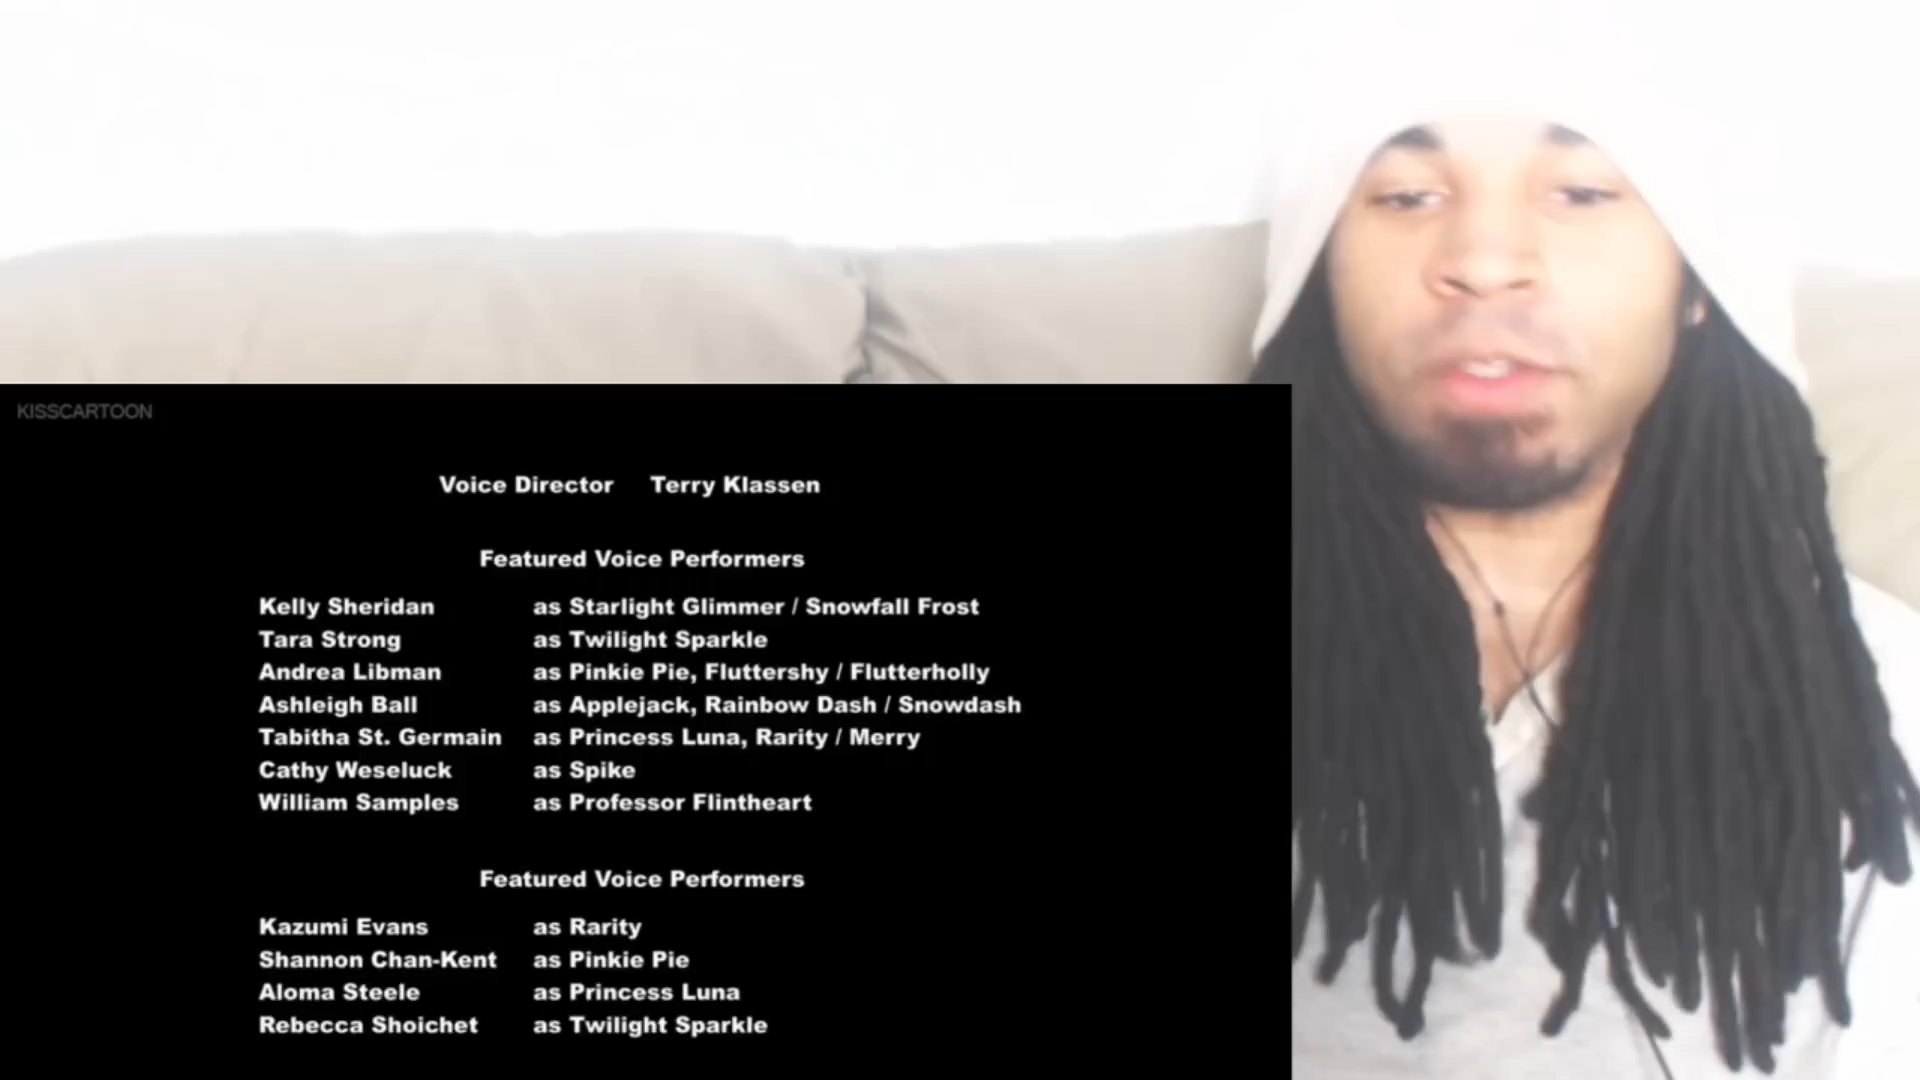 KISSCARTOON
Voice Director Terry Klassen
Featured Voice Performers
Kelly Sheridan as Starlight Glimmer / Snowfall Frost
Tara Strong as Twilight Sparkle
Andrea Libman as Pinkie Pie, Fluttershy / Flutterholly
Ashleigh Ball as Applejack, Rainbow Dash / Snowdash
Tabitha St. Germain as Princess Luna, Rarity / Merry
Cathy Weseluck as Spike
William Samples as Professor Flintheart
Featured Voice Performers
Kazumi Evans as Rarity
Shannon Chan-Kent as Pinkie Pie
Aloma Steele as Princess Luna
Rebecca Shoichet as Twilight Sparkle